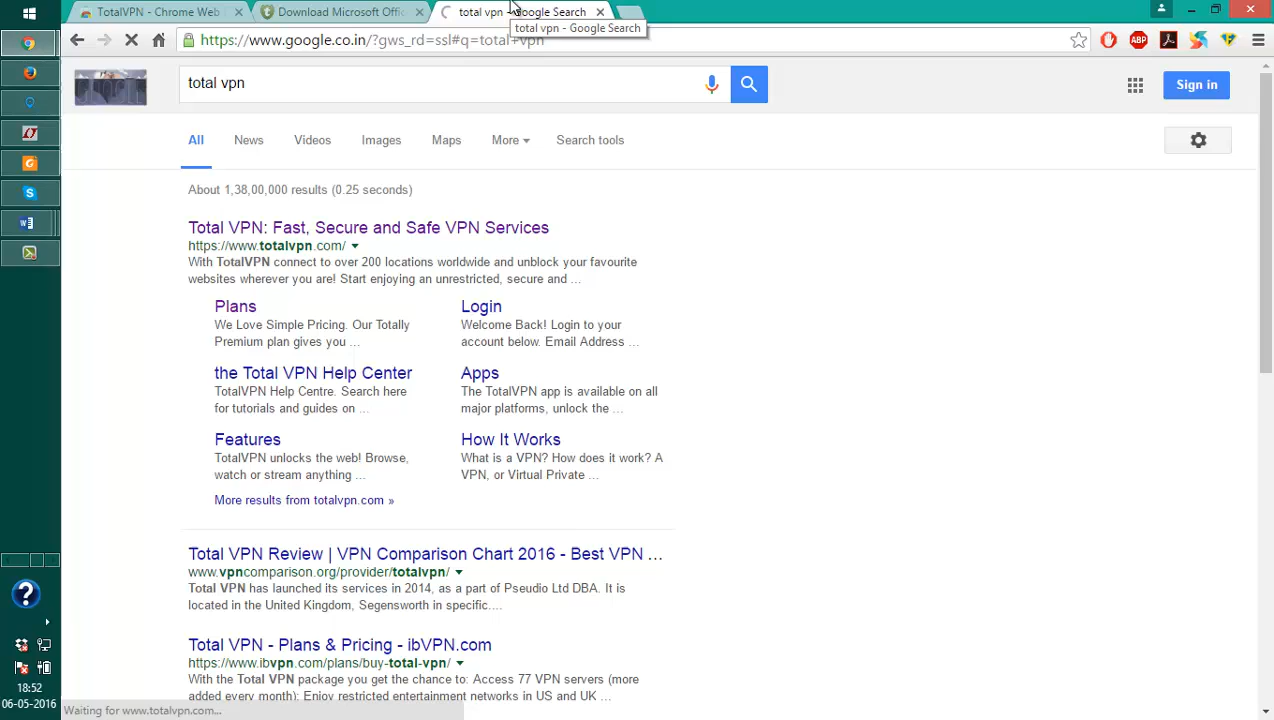 TotalVPN - Chrome Web
Download Microsoft Offic
total vpn - Google Search
total vpn - Google Search
https://www.google.co.in/?gws_rd=ssl#q=total+vpn
ABP
total vpn
Sign in
All News Videos Images Maps More Search tools
About 1,38,00,000 results (0.25 seconds)
Total VPN: Fast, Secure and Safe VPN Services
https://www.totalvpn.com/
With TotalVPN connect to over 200 locations worldwide and unblock your favourite
websites wherever you are! Start enjoying an unrestricted, secure and ...
Plans
We Love Simple Pricing. Our Totally
Premium plan gives you ...
Login
Welcome Back! Login to your
account below. Email Address ...
the Total VPN Help Center
TotalVPN Help Centre. Search here
for tutorials and guides on ...
Apps
The TotalVPN app is available on all
major platforms, unlock the ...
Features
TotalVPN unlocks the web! Browse,
watch or stream anything ...
How It Works
What is a VPN? How does it work? A
VPN, or Virtual Private ...
More results from totalvpn.com »
Total VPN Review | VPN Comparison Chart 2016 - Best VPN ...
www.vpncomparison.org/provider/totalvpn/
Total VPN has launched its services in 2014, as a part of Pseudio Ltd DBA. It is
located in the United Kingdom, Segensworth in specific....
Total VPN - Plans & Pricing - ibVPN.com
https://www.ibvpn.com/plans/buy-total-vpn/
With the Total VPN package you get the chance to: Access 77 VPN servers (more
added every month); Enjoy restricted entertainment networks in US and UK ...
Waiting for www.totalvpn.com...
18:52
06-05-2016